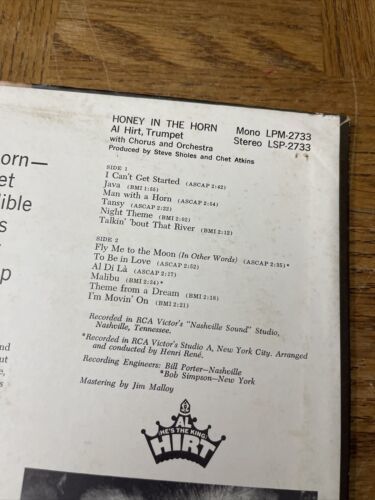 HONEY IN THE HORN
Al Hirt, Trumpet
with Chorus and Orchestra
Produced by Steve Sholes and Chet Atkins
Mono LPM-2733
Stereo LSP-2733
SIDE 1
I Can't Get Started (ASCAP 2:42)
Java (BMI 1:55)
Man with a Horn (ASCAP 2:54)
Tansy (ASCAP 2:22)
Night Theme (BMI 2:02)
Talkin' 'bout That River (BMI 2:12)
SIDE 2
Fly Me to the Moon (In Other Words) (ASCAP 2:35)*
To Be in Love (ASCAP 2:52)
Al Di Là (ASCAP 2:17)
Malibu (BMI 2:24)*
Theme from a Dream (BMI 2:18)
I'm Movin' On (BMI 2:21)
Recorded in RCA Victor's "Nashville Sound" Studio,
Nashville, Tennessee.
*Recorded in RCA Victor's Studio A, New York City. Arranged
and conducted by Henri René.
Recording Engineers: Bill Porter—Nashville
*Bob Simpson—New York
Mastering by Jim Malloy
AL
HE'S THE KING
HIRT
orn—
et
dible
s
p
d
out
e,
s